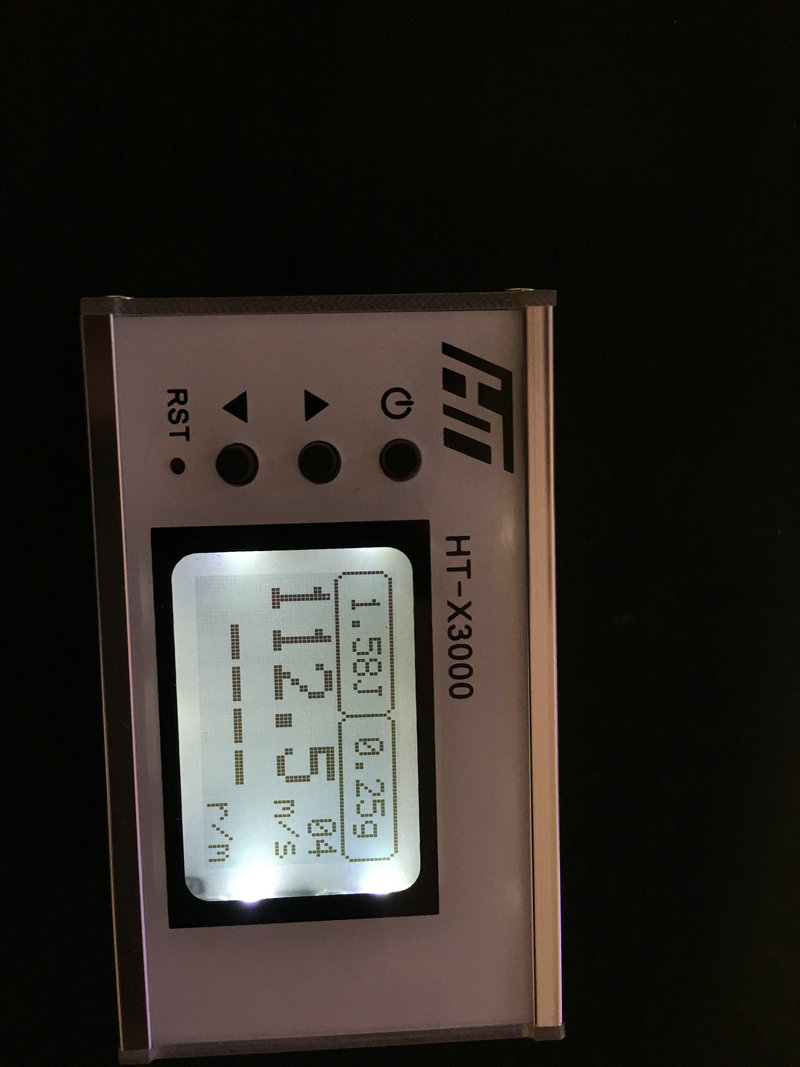 HT
HT-X3000
RST
1.58J 0.25g
112.5 04 m/s
---- r/m